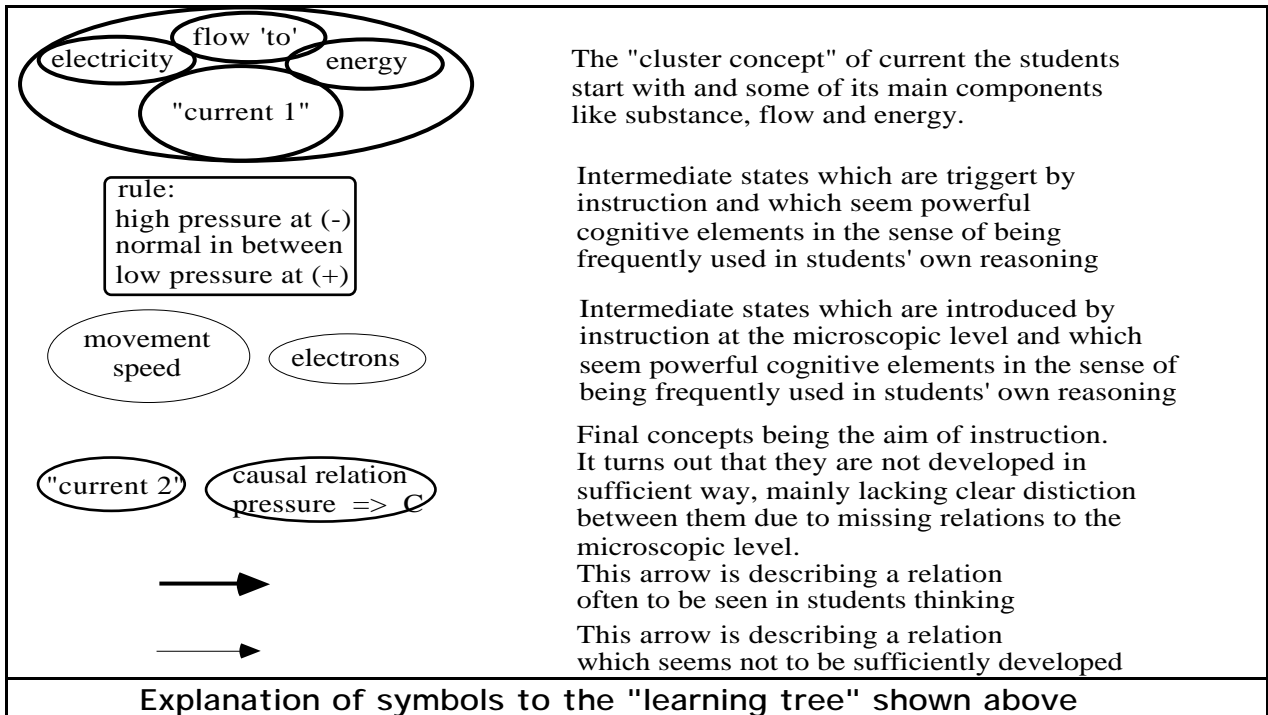 flow 'to'
electricity
energy
"current 1"
The "cluster concept" of current the students
start with and some of its main components
like substance, flow and energy.
rule:
high pressure at (-)
normal in between
low pressure at (+)
Intermediate states which are triggert by
instruction and which seem powerful
cognitive elements in the sense of being
frequently used in students' own reasoning
movement
speed
electrons
Intermediate states which are introduced by
instruction at the microscopic level and which
seem powerful cognitive elements in the sense of
being frequently used in students' own reasoning
"current 2"
causal relation
pressure => C
Final concepts being the aim of instruction.
It turns out that they are not developed in
sufficient way, mainly lacking clear distiction
between them due to missing relations to the
microscopic level.
This arrow is describing a relation
often to be seen in students thinking
This arrow is describing a relation
which seems not to be sufficiently developed
Explanation of symbols to the "learning tree" shown above